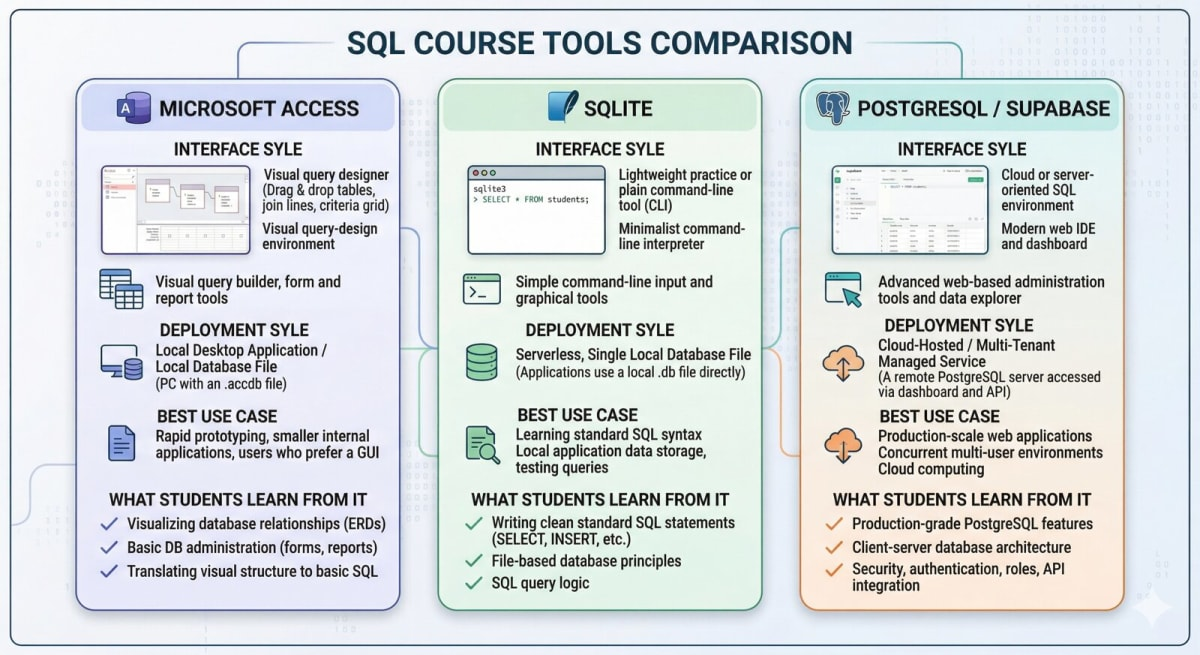 SQL COURSE TOOLS COMPARISON
A
MICROSOFT ACCESS
INTERFACE SYLE
Visual query designer
(Drag & drop tables,
join lines, criteria grid)
Visual query-design
environment
Visual query builder, form and
report tools
DEPLOYMENT SYLE
Local Desktop Application /
Local Database File
(PC with an .accdb file)
BEST USE CASE
Rapid prototyping, smaller internal
applications, users who prefer a GUI
WHAT STUDENTS LEARN FROM IT
Visualizing database relationships (ERDs)
Basic DB administration (forms, reports)
Translating visual structure to basic SQL
SQLITE
INTERFACE SYLE
sqlite3
> SELECT * FROM students;
Lightweight practice or
plain command-line
tool (CLI)
Minimalist command-
line interpreter
>_
Simple command-line input and
graphical tools
DEPLOYMENT SYLE
Serverless, Single Local Database File
(Applications use a local .db file directly)
BEST USE CASE
Learning standard SQL syntax
Local application data storage,
testing queries
WHAT STUDENTS LEARN FROM IT
Writing clean standard SQL statements
(SELECT, INSERT, etc.)
File-based database principles
SQL query logic
POSTGRESQL / SUPABASE
INTERFACE SYLE
supabase
Cloud or server-
oriented SQL
environment
Modern web IDE
and dashboard
Advanced web-based administration
tools and data explorer
DEPLOYMENT SYLE
Cloud-Hosted / Multi-Tenant
Managed Service
(A remote PostgreSQL server accessed
via dashboard and API)
BEST USE CASE
Production-scale web applications
Concurrent multi-user environments
Cloud computing
WHAT STUDENTS LEARN FROM IT
Production-grade PostgreSQL features
Client-server database architecture
Security, authentication, roles, API
integration